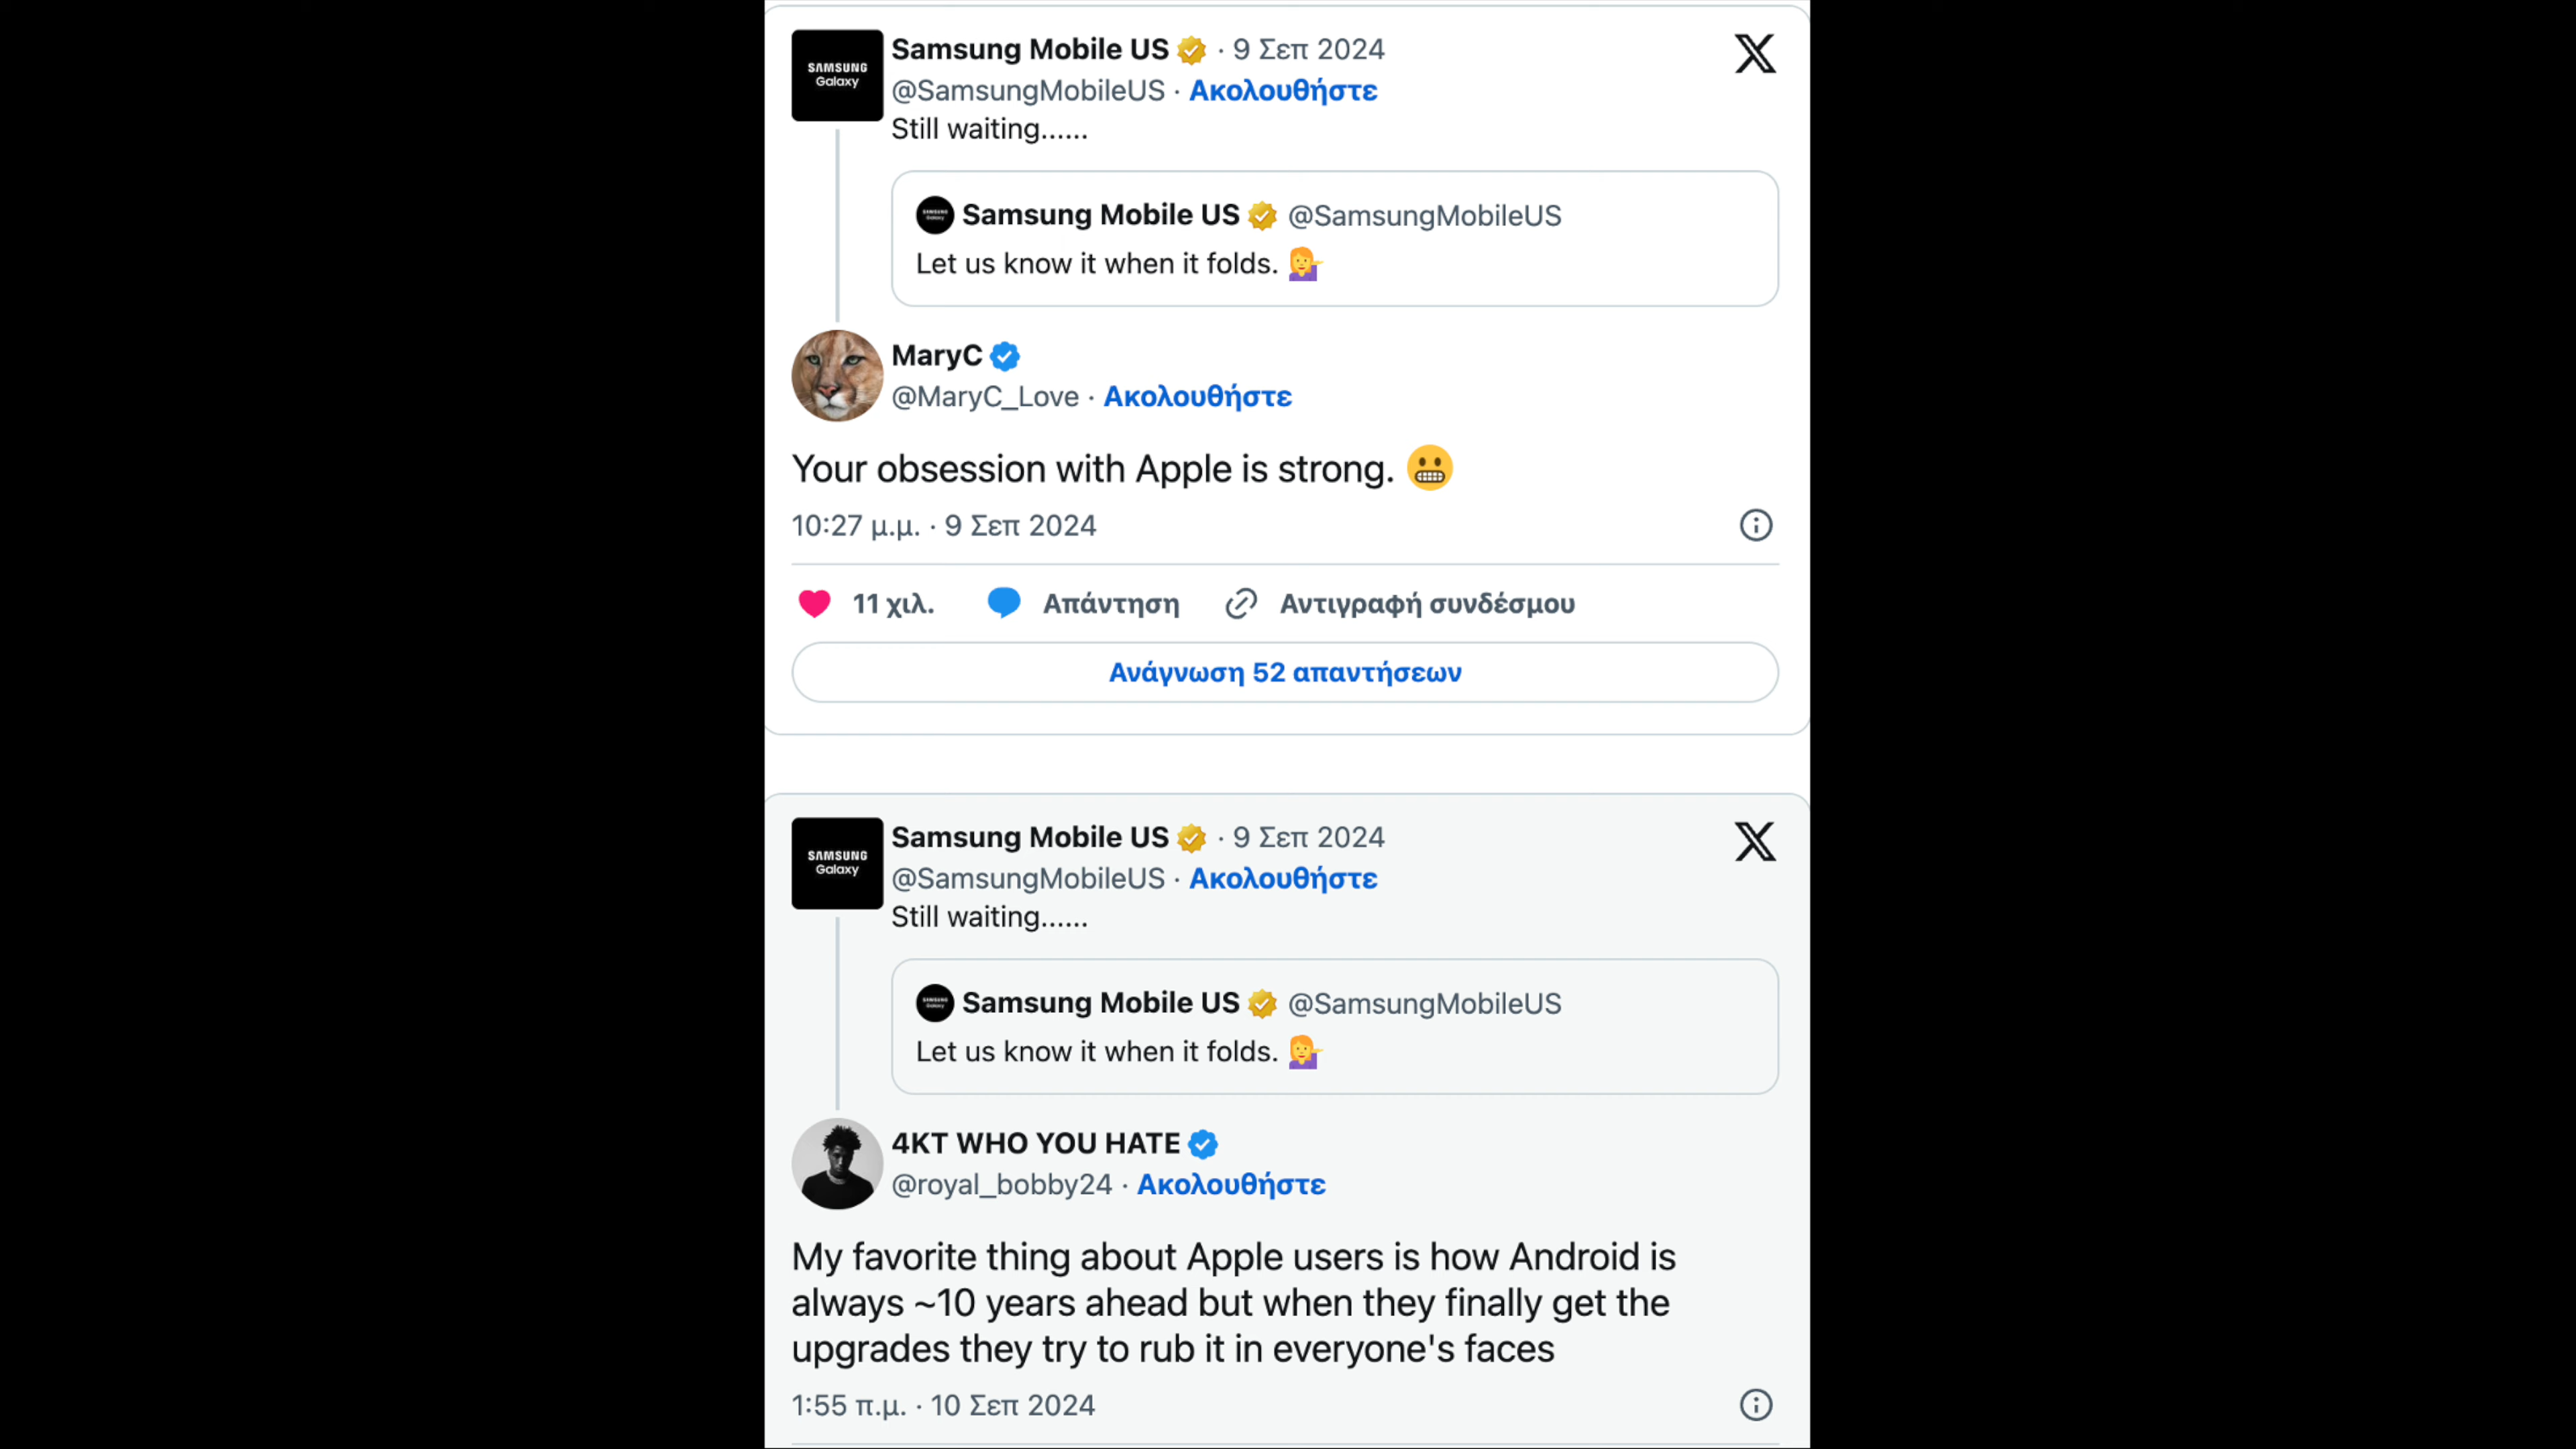 SAMSUNG
Galaxy
Samsung Mobile US · 9 Σεπ 2024
@SamsungMobileUS · Ακολουθήστε
Still waiting......
Samsung Mobile US @SamsungMobileUS
Let us know it when it folds. 💁
MaryC
@MaryC_Love · Ακολουθήστε
Your obsession with Apple is strong. 😬
10:27 μ.μ. · 9 Σεπ 2024
11 χιλ. Απάντηση Αντιγραφή συνδέσμου
Ανάγνωση 52 απαντήσεων
SAMSUNG
Galaxy
Samsung Mobile US · 9 Σεπ 2024
@SamsungMobileUS · Ακολουθήστε
Still waiting......
Samsung Mobile US @SamsungMobileUS
Let us know it when it folds. 💁
4KT WHO YOU HATE
@royal_bobby24 · Ακολουθήστε
My favorite thing about Apple users is how Android is
always ~10 years ahead but when they finally get the
upgrades they try to rub it in everyone's faces
1:55 π.μ. · 10 Σεπ 2024